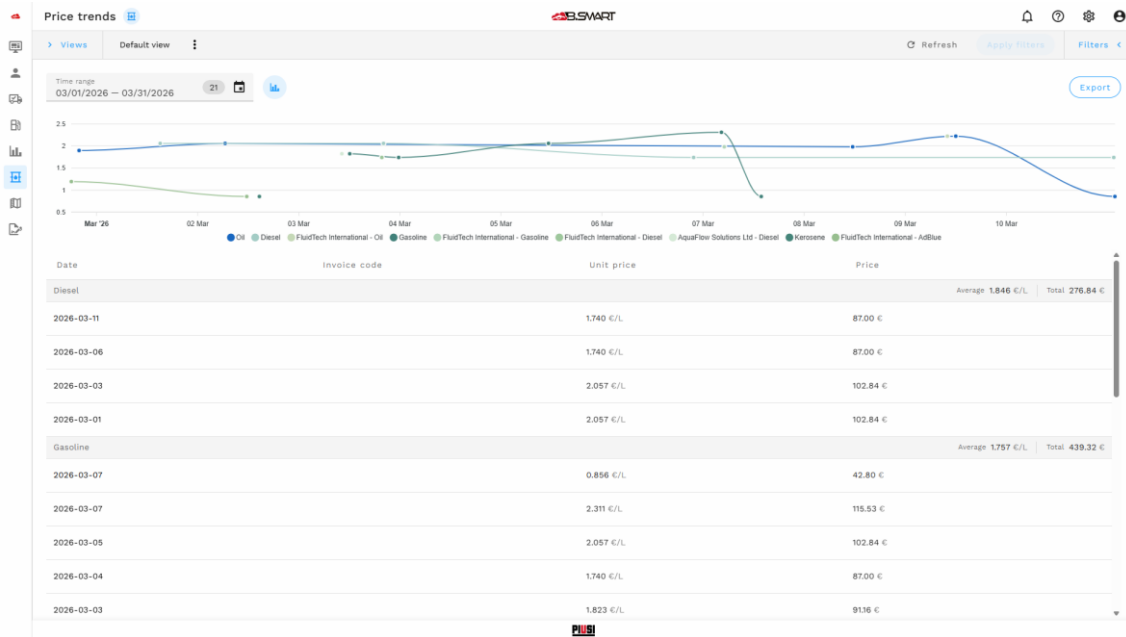 Price trends
B.SMART
Views
Default view
Refresh
Apply filters
Filters
Time range
03/01/2026 — 03/31/2026
21
Export
2.5
2
1.5
1
0.5
Mar '26
02 Mar
03 Mar
04 Mar
05 Mar
06 Mar
07 Mar
08 Mar
09 Mar
10 Mar
Oil
Diesel
FluidTech International - Oil
Gasoline
FluidTech International - Gasoline
FluidTech International - Diesel
AquaFlow Solutions Ltd - Diesel
Kerosene
FluidTech International - AdBlue
Date Invoice code Unit price Price
Diesel Average 1.846 €/L Total 276.84 €
2026-03-11 1.740 €/L 87.00 €
2026-03-06 1.740 €/L 87.00 €
2026-03-03 2.057 €/L 102.84 €
2026-03-01 2.057 €/L 102.84 €
Gasoline Average 1.757 €/L Total 439.32 €
2026-03-07 0.856 €/L 42.80 €
2026-03-07 2.311 €/L 115.53 €
2026-03-05 2.057 €/L 102.84 €
2026-03-04 1.740 €/L 87.00 €
2026-03-03 1.823 €/L 91.16 €
PIUSI